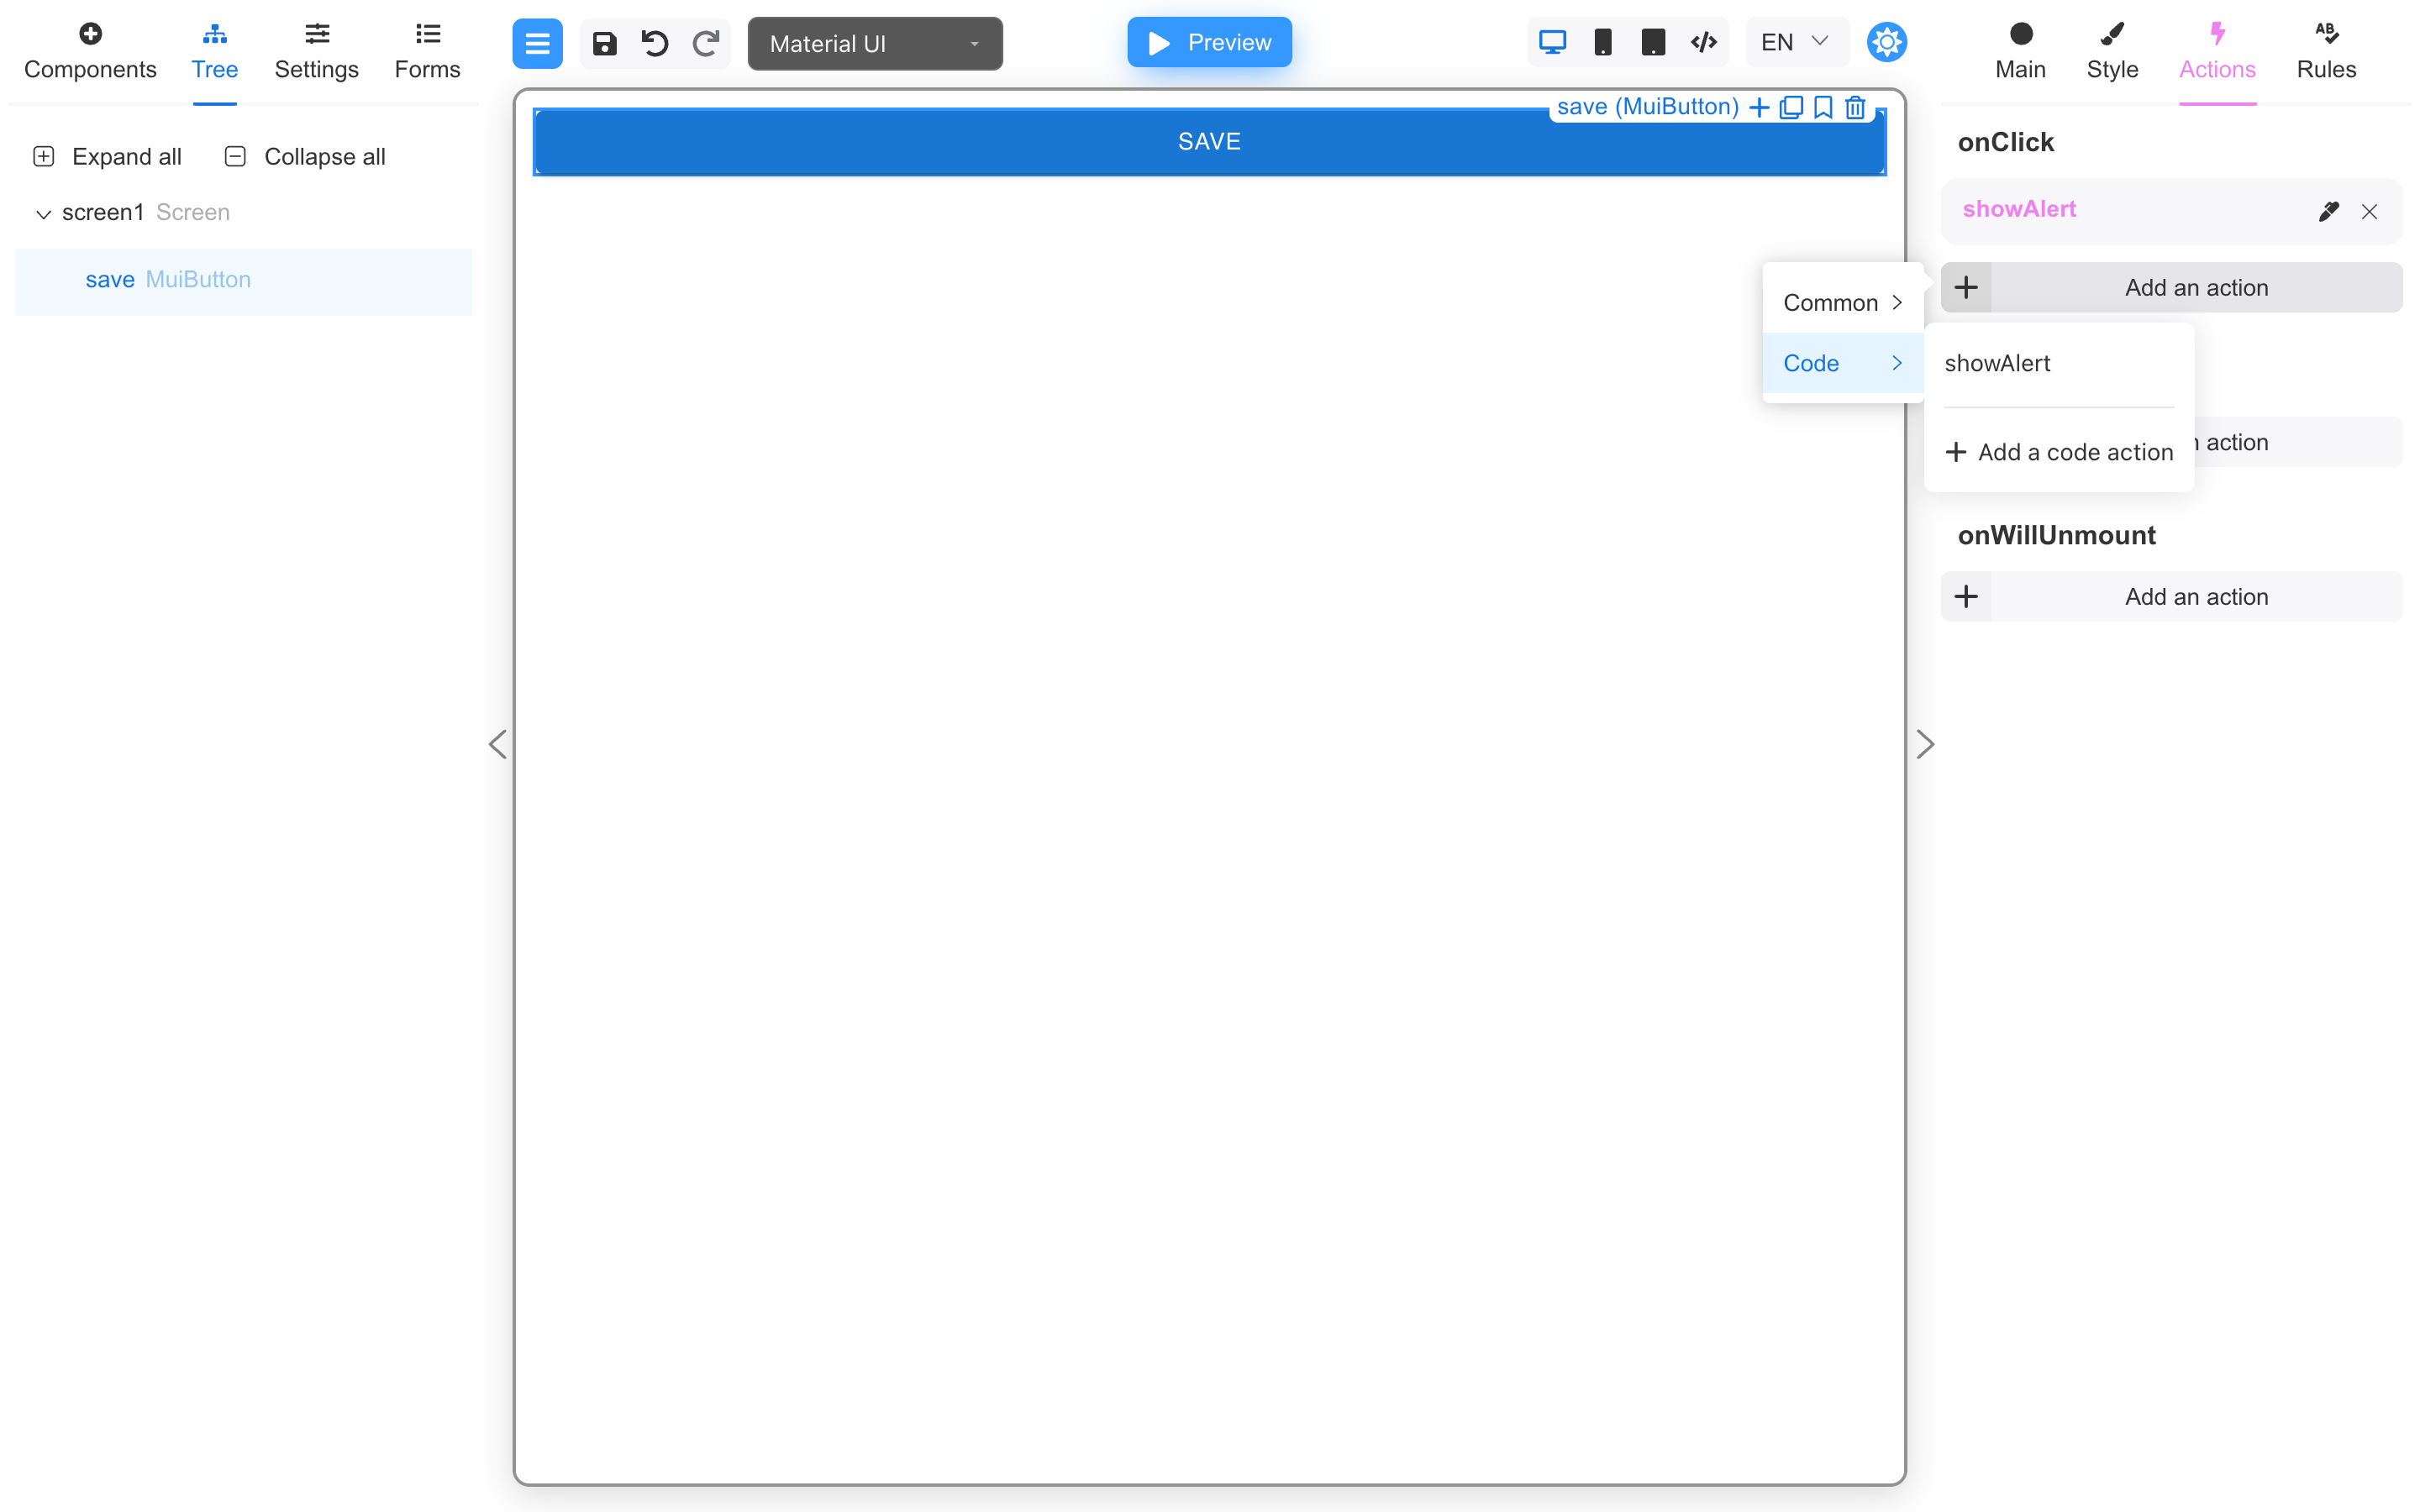 Components
Tree
Settings
Forms
Material UI
Preview
EN
Main
Style
Actions
AB
Rules
Expand all
Collapse all
screen1 Screen
save MuiButton
save (MuiButton)
SAVE
onClick
showAlert
Add an action
Common
Code
showAlert
Add a code action
action
onWillUnmount
Add an action